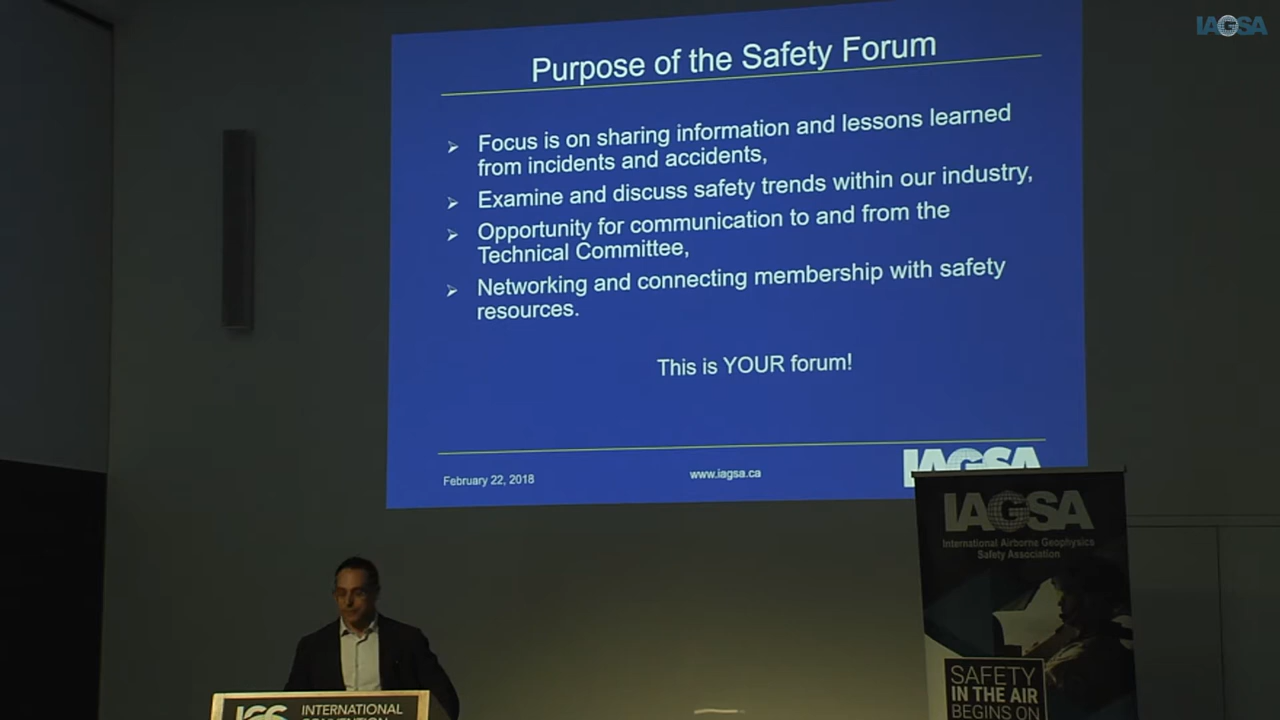 IAGSA
Purpose of the Safety Forum
Focus is on sharing information and lessons learned
from incidents and accidents,
Examine and discuss safety trends within our industry,
Opportunity for communication to and from the
Technical Committee,
Networking and connecting membership with safety
resources.
This is YOUR forum!
February 22, 2018
www.iagsa.ca
IAGSA
IAGSA
International Airborne Geophysics
Safety Association
SAFETY
IN THE AIR
BEGINS ON
INTERNATIONAL